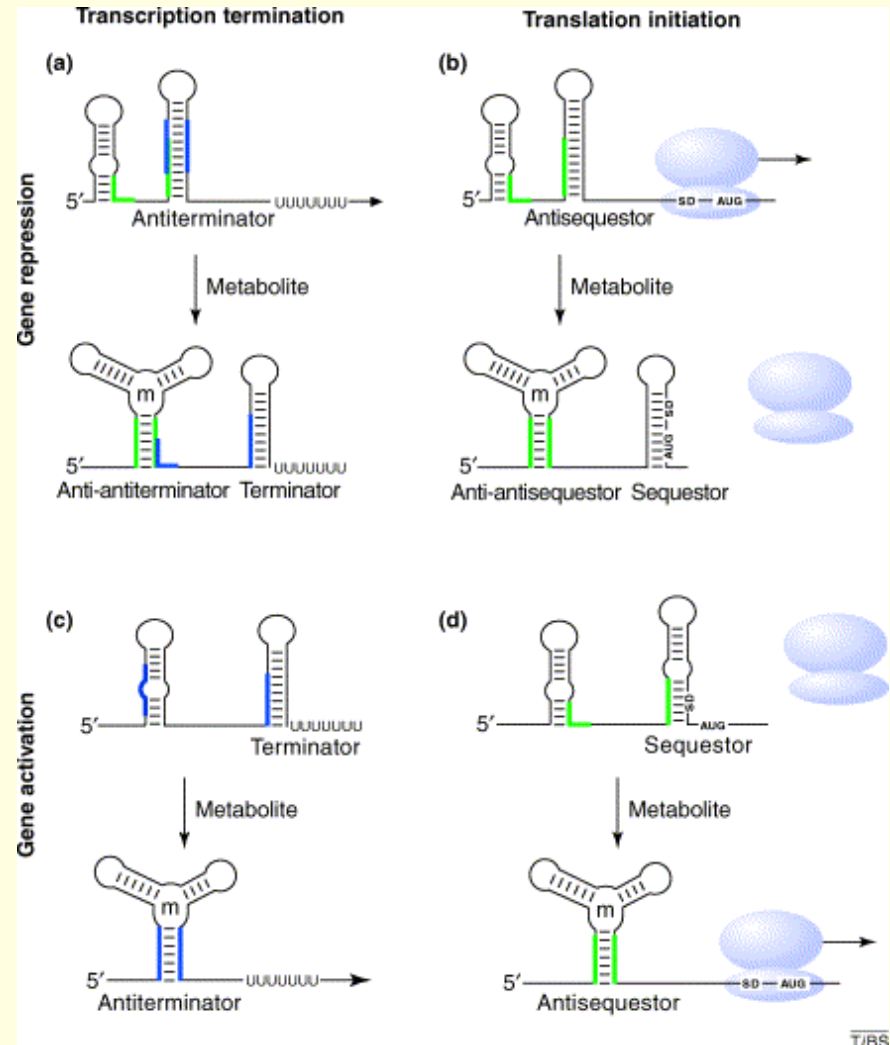 Transcription termination
Translation initiation
Gene repression
(a)
5′
UUUUUUU
Antiterminator
Metabolite
m
5′
UUUUUUU
Anti-antiterminator
Terminator
(b)
5′
SD
AUG
Antisequestor
Metabolite
m
SD
AUG
5′
Anti-antisequestor
Sequestor
Gene activation
(c)
5′
UUUUUUU
Terminator
Metabolite
m
5′
UUUUUUU
Antiterminator
(d)
SD
5′
AUG
Sequestor
Metabolite
m
5′
SD
AUG
Antisequestor
TiBS